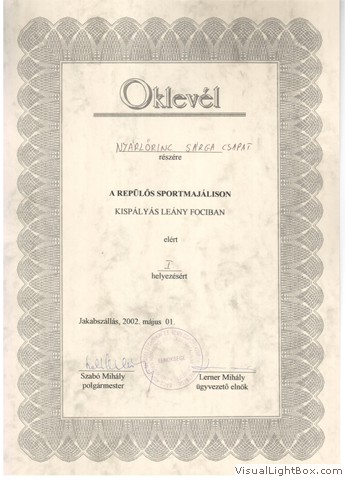 Oklevél
NYÁRLŐRINC SÁRGA CSAPAT
részére
A REPÜLŐS SPORTMAJÁLISON
KISPÁLYÁS LEÁNY FOCIBAN
elért
I
helyezésért
Jakabszállás, 2002. május 01.
Szabó Mihály
polgármester
Lerner Mihály
ügyvezető elnök
VisualLightBox.com